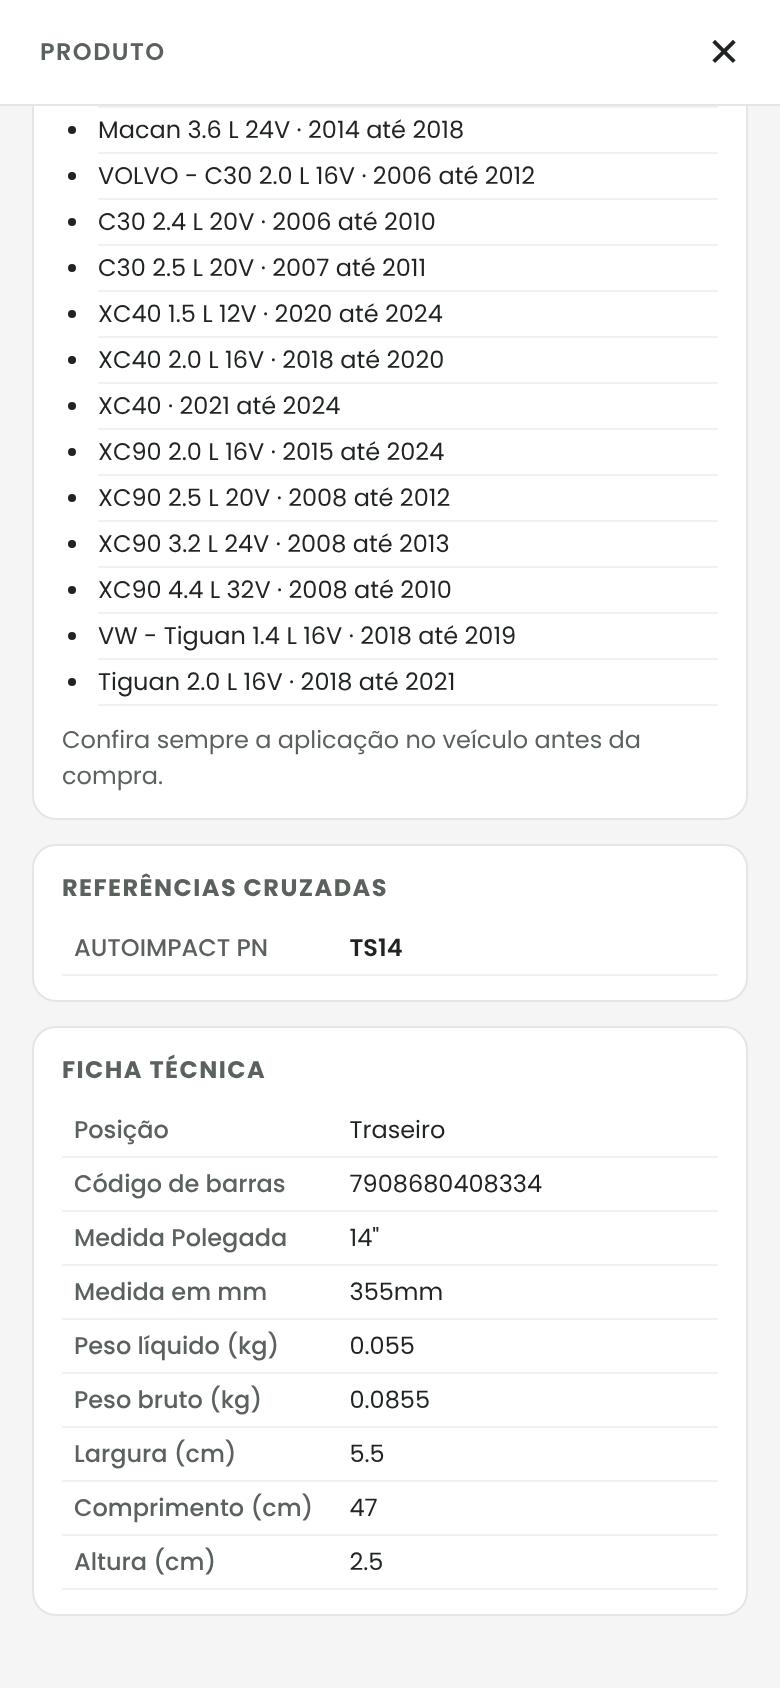 PRODUTO
Macan 3.6 L 24V · 2014 até 2018
VOLVO - C30 2.0 L 16V · 2006 até 2012
C30 2.4 L 20V · 2006 até 2010
C30 2.5 L 20V · 2007 até 2011
XC40 1.5 L 12V · 2020 até 2024
XC40 2.0 L 16V · 2018 até 2020
XC40 · 2021 até 2024
XC90 2.0 L 16V · 2015 até 2024
XC90 2.5 L 20V · 2008 até 2012
XC90 3.2 L 24V · 2008 até 2013
XC90 4.4 L 32V · 2008 até 2010
VW - Tiguan 1.4 L 16V · 2018 até 2019
Tiguan 2.0 L 16V · 2018 até 2021
Confira sempre a aplicação no veículo antes da
compra.
REFERÊNCIAS CRUZADAS
AUTOIMPACT PN TS14
FICHA TÉCNICA
Posição Traseiro
Código de barras 7908680408334
Medida Polegada 14"
Medida em mm 355mm
Peso líquido (kg) 0.055
Peso bruto (kg) 0.0855
Largura (cm) 5.5
Comprimento (cm) 47
Altura (cm) 2.5